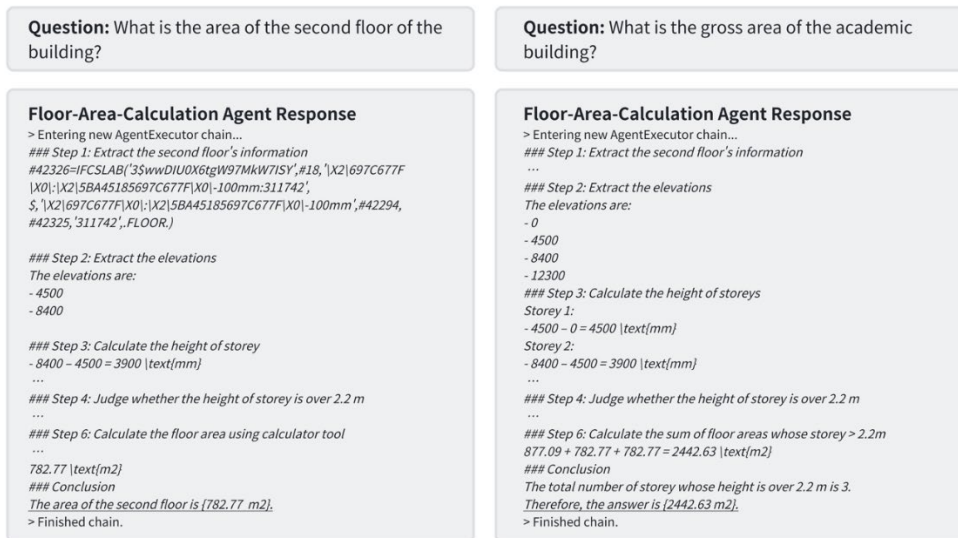 Question: What is the area of the second floor of the
building?
Floor-Area-Calculation Agent Response
> Entering new AgentExecutor chain...
### Step 1: Extract the second floor's information
#42326=IFCSLAB('3$wwDIU0X6tgW97MkW7ISY',#18,'\X2\697C677F
\X0\:\X2\5BA45185697C677F\X0\-100mm:311742',
$,'\X2\697C677F\X0\:\X2\5BA45185697C677F\X0\-100mm',#42294,
#42325,'311742',.FLOOR.)
### Step 2: Extract the elevations
The elevations are:
- 4500
- 8400
### Step 3: Calculate the height of storey
- 8400 – 4500 = 3900 \text{mm}
...
### Step 4: Judge whether the height of storey is over 2.2 m
...
### Step 6: Calculate the floor area using calculator tool
...
782.77 \text{m2}
### Conclusion
The area of the second floor is {782.77 m2}.
> Finished chain.
Question: What is the gross area of the academic
building?
Floor-Area-Calculation Agent Response
> Entering new AgentExecutor chain...
### Step 1: Extract the second floor's information
...
### Step 2: Extract the elevations
The elevations are:
- 0
- 4500
- 8400
- 12300
### Step 3: Calculate the height of storeys
Storey 1:
- 4500 – 0 = 4500 \text{mm}
Storey 2:
- 8400 – 4500 = 3900 \text{mm}
...
### Step 4: Judge whether the height of storey is over 2.2 m
...
### Step 6: Calculate the sum of floor areas whose storey > 2.2m
877.09 + 782.77 + 782.77 = 2442.63 \text{m2}
### Conclusion
The total number of storey whose height is over 2.2 m is 3.
Therefore, the answer is {2442.63 m2}.
> Finished chain.